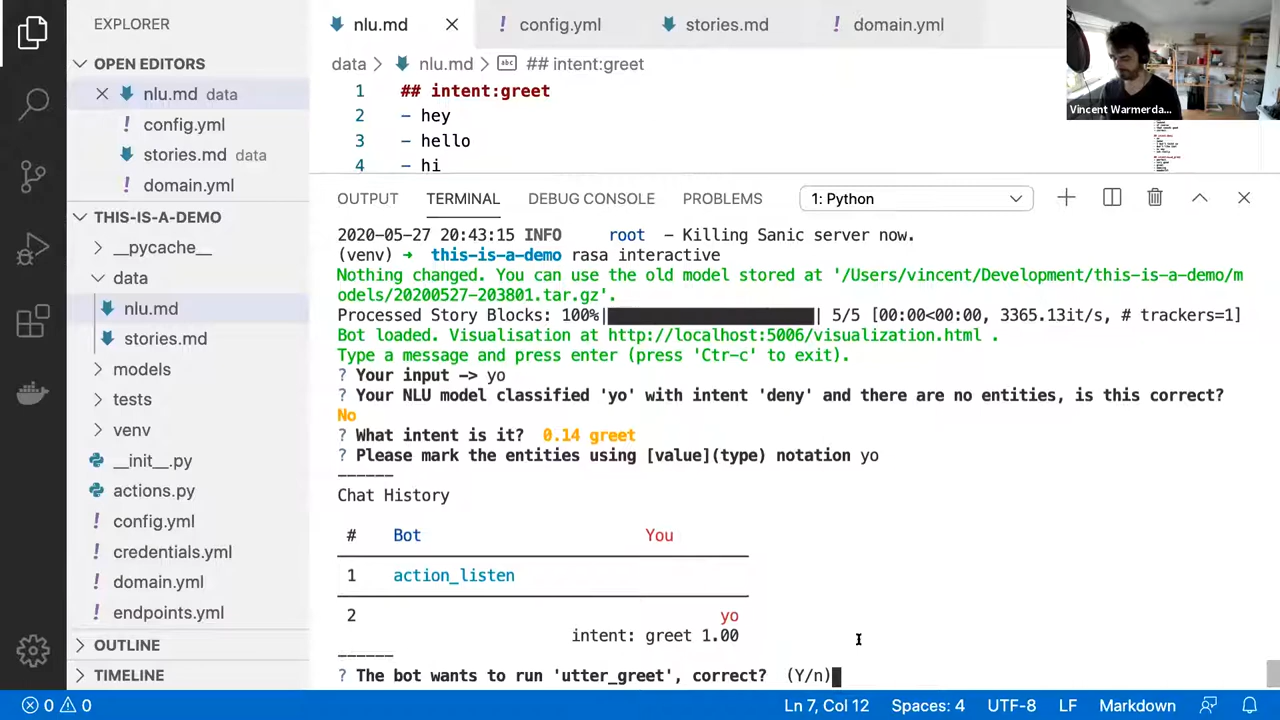 EXPLORER
OPEN EDITORS
nlu.md data
config.yml
stories.md data
domain.yml
THIS-IS-A-DEMO
__pycache__
data
nlu.md
stories.md
models
tests
venv
__init__.py
actions.py
config.yml
credentials.yml
domain.yml
endpoints.yml
OUTLINE
TIMELINE
nlu.md
config.yml
stories.md
domain.yml
data > nlu.md > ## intent:greet
1 ## intent:greet
2 - hey
3 - hello
4 - hi
Vincent Warmerda...
OUTPUT TERMINAL DEBUG CONSOLE PROBLEMS 1: Python
2020-05-27 20:43:15 INFO root - Killing Sanic server now.
(venv) → this-is-a-demo rasa interactive
Nothing changed. You can use the old model stored at '/Users/vincent/Development/this-is-a-demo/m
odels/20200527-203801.tar.gz'.
Processed Story Blocks: 100%|██████████| 5/5 [00:00<00:00, 3365.13it/s, # trackers=1]
Bot loaded. Visualisation at http://localhost:5006/visualization.html .
Type a message and press enter (press 'Ctr-c' to exit).
? Your input -> yo
? Your NLU model classified 'yo' with intent 'deny' and there are no entities, is this correct?
No
? What intent is it? 0.14 greet
? Please mark the entities using [value](type) notation yo
------
Chat History
# Bot You
1 action_listen
2 yo
intent: greet 1.00
------
? The bot wants to run 'utter_greet', correct? (Y/n)
0 0 Ln 7, Col 12 Spaces: 4 UTF-8 LF Markdown